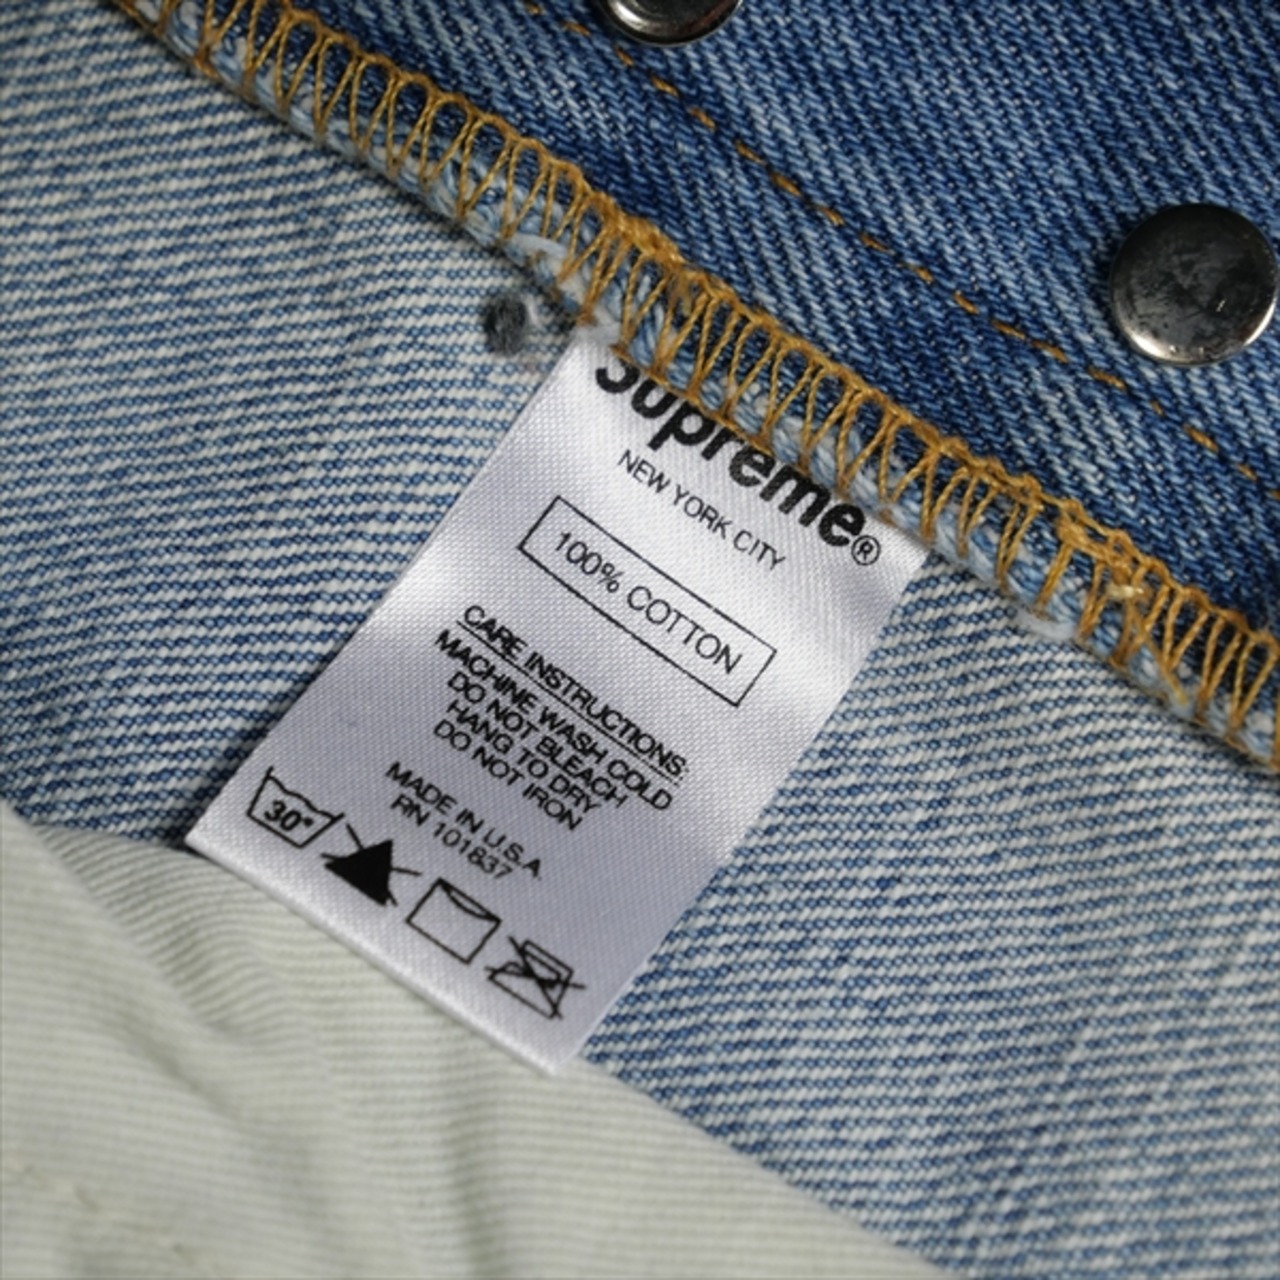 Supreme®
NEW YORK CITY
100% COTTON
CARE INSTRUCTIONS:
MACHINE WASH COLD
DO NOT BLEACH
HANG TO DRY
DO NOT IRON
MADE IN U.S.A
RN 101837
30°